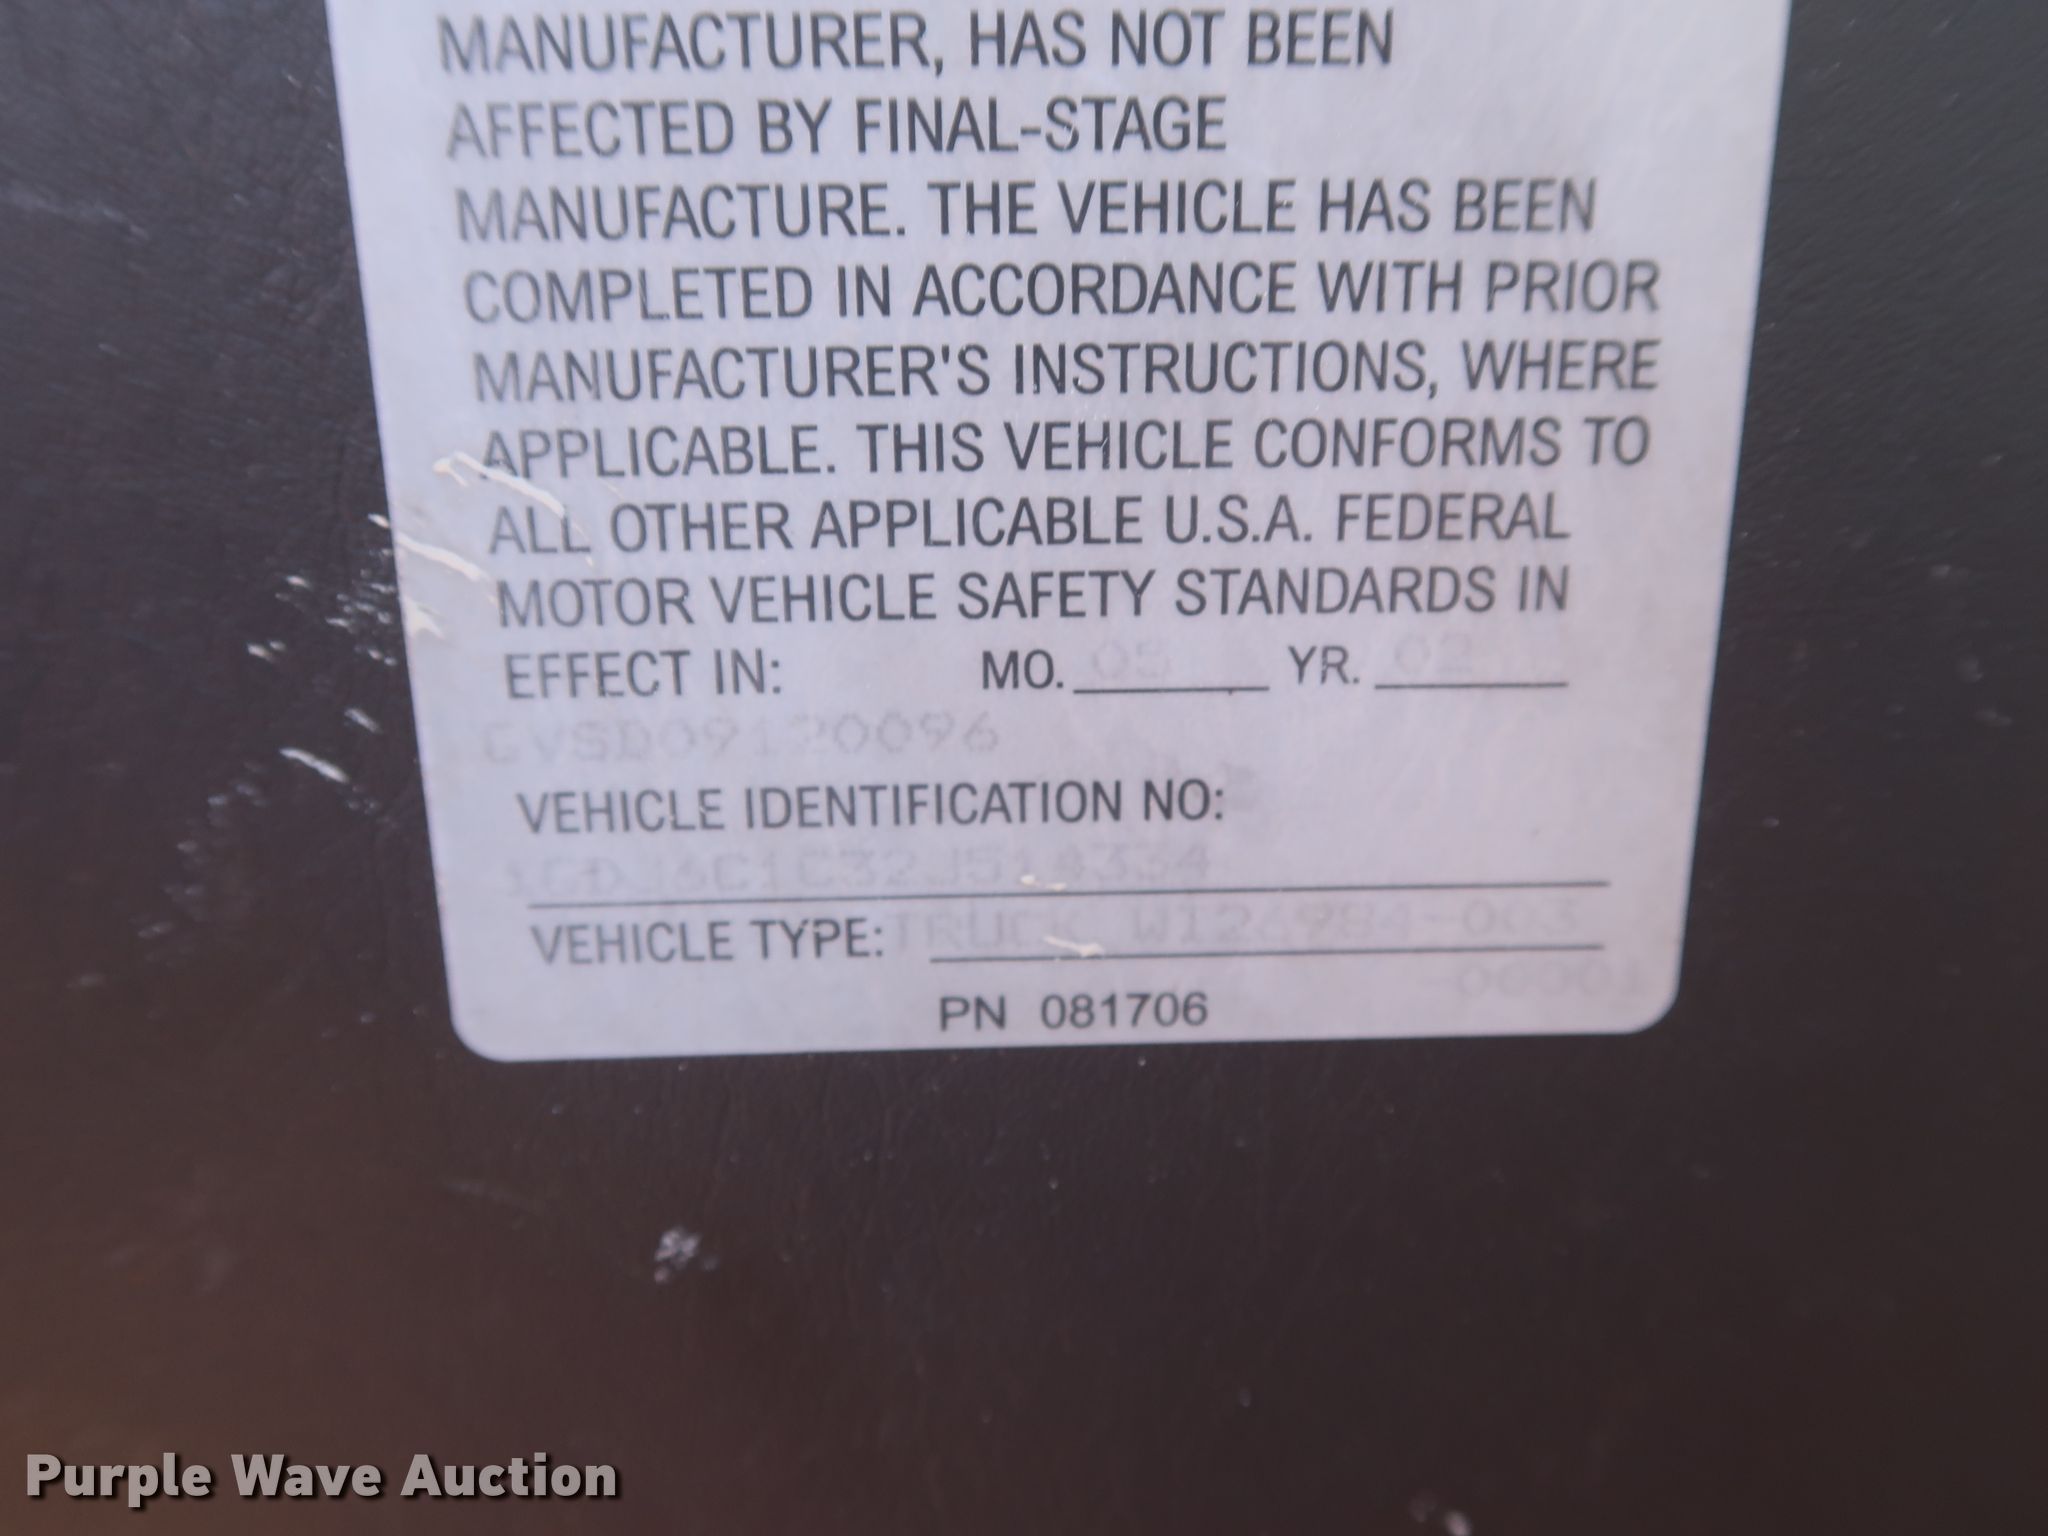 MANUFACTURER, HAS NOT BEEN
AFFECTED BY FINAL-STAGE
MANUFACTURE. THE VEHICLE HAS BEEN
COMPLETED IN ACCORDANCE WITH PRIOR
MANUFACTURER'S INSTRUCTIONS, WHERE
APPLICABLE. THIS VEHICLE CONFORMS TO
ALL OTHER APPLICABLE U.S.A. FEDERAL
MOTOR VEHICLE SAFETY STANDARDS IN
EFFECT IN: MO. 05 YR. 02
VEHICLE IDENTIFICATION NO:
VEHICLE TYPE: TRUCK
PN 081706
Purple Wave Auction